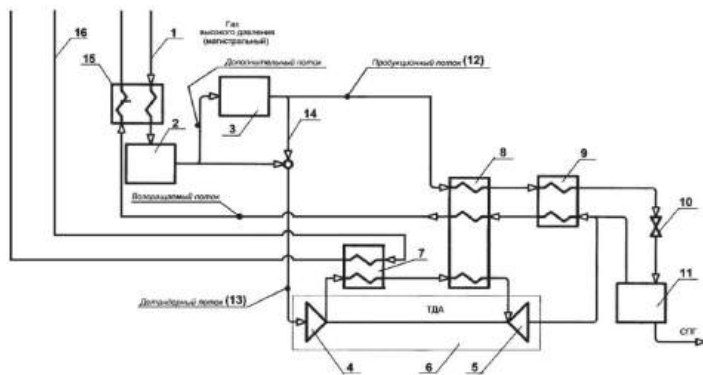 Газ
высокого давления
(магистральный)
16
1
15
Дополнительный поток
Продукционный поток (12)
2
3
14
8
9
10
Возвращаемый поток
7
11
Детандерный поток (13)
ТДА
СПГ
4
6
5